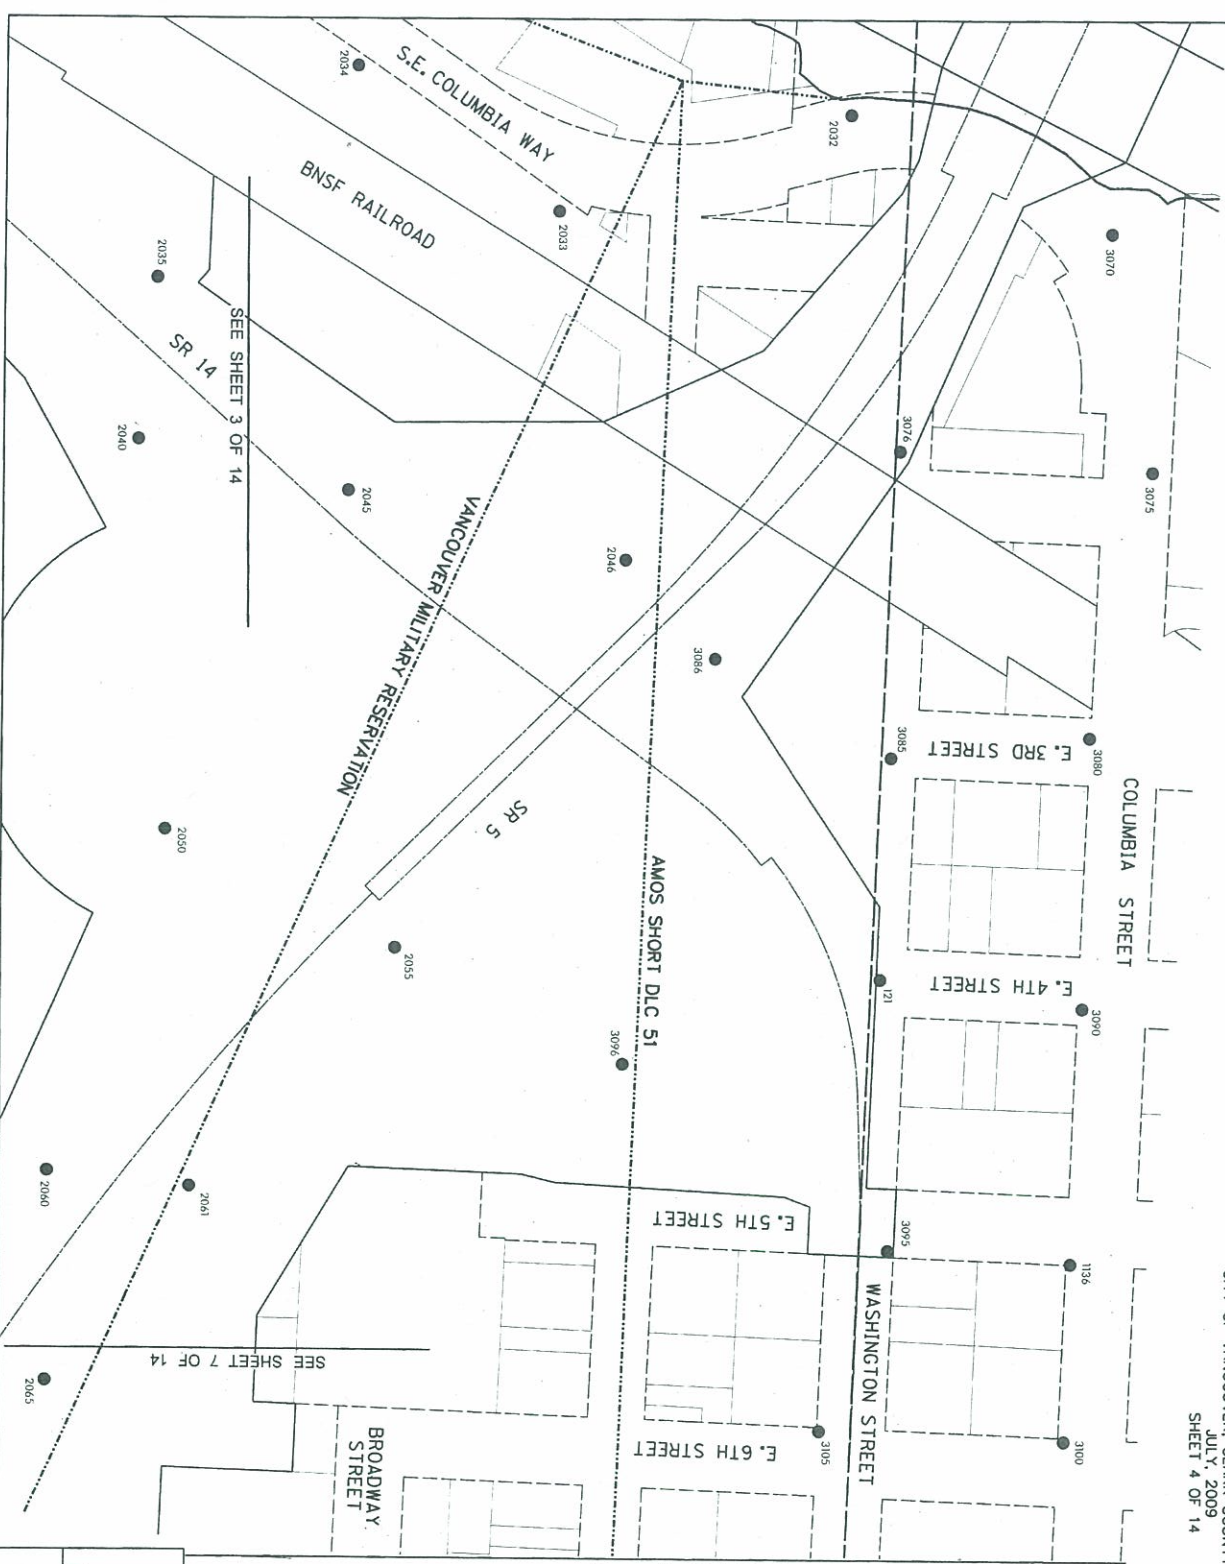 JULY, 2009
SHEET 4 OF 14
S.E. COLUMBIA WAY
BNSF RAILROAD
SR 14
SEE SHEET 3 OF 14
VANCOUVER MILITARY RESERVATION
AMOS SHORT DLC 51
SR 5
COLUMBIA STREET
E. 3RD STREET
E. 4TH STREET
E. 5TH STREET
E. 6TH STREET
WASHINGTON STREET
BROADWAY
STREET
SEE SHEET 7 OF 14
2034
2032
2033
2035
2040
2045
2046
2050
2055
2060
2061
2065
3070
3075
3076
3080
3085
3086
3090
121
3096
3095
1136
3100
3105